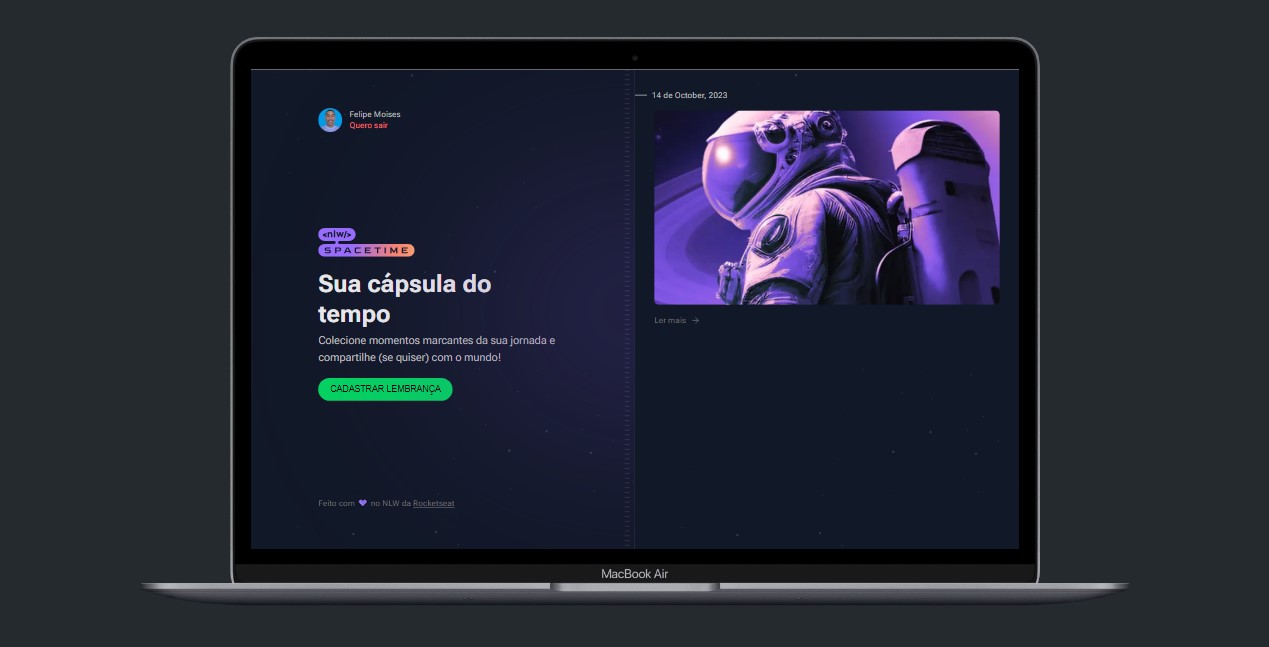 Felipe Moises
Quero sair
<nlw/>
SPACETIME
Sua cápsula do
tempo
Colecione momentos marcantes da sua jornada e
compartilhe (se quiser) com o mundo!
CADASTRAR LEMBRANÇA
Feito com 💜 no NLW da Rocketseat
14 de October, 2023
Ler mais →
MacBook Air